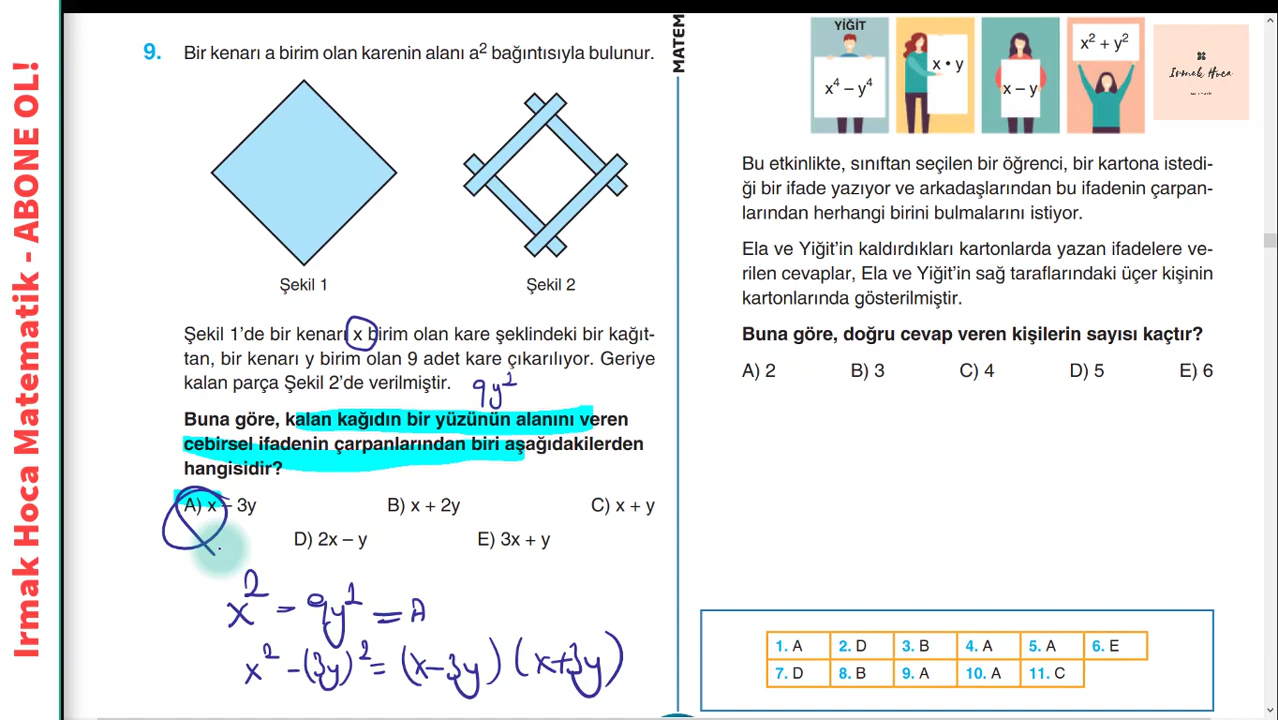 Irmak Hoca Matematik - ABONE OL!
9. Bir kenarı a birim olan karenin alanı a² bağıntısıyla bulunur.
Şekil 1
Şekil 2
Şekil 1’de bir kenarı x birim olan kare şeklindeki bir kağıt-
tan, bir kenarı y birim olan 9 adet kare çıkarılıyor. Geriye
kalan parça Şekil 2’de verilmiştir.
9y²
Buna göre, kalan kağıdın bir yüzünün alanını veren
cebirsel ifadenin çarpanlarından biri aşağıdakilerden
hangisidir?
A) x – 3y
B) x + 2y
C) x + y
D) 2x – y
E) 3x + y
x² - 9y² = A
x² - (3y)² = (x-3y) (x+3y)
MATEM
YİĞİT
x⁴ – y⁴
x • y
x – y
x² + y²
Irmak Hoca
Bu etkinlikte, sınıftan seçilen bir öğrenci, bir kartona istedi-
ği bir ifade yazıyor ve arkadaşlarından bu ifadenin çarpan-
larından herhangi birini bulmalarını istiyor.
Ela ve Yiğit’in kaldırdıkları kartonlarda yazan ifadelere ve-
rilen cevaplar, Ela ve Yiğit’in sağ taraflarındaki üçer kişinin
kartonlarında gösterilmiştir.
Buna göre, doğru cevap veren kişilerin sayısı kaçtır?
A) 2
B) 3
C) 4
D) 5
E) 6
1. A 2. D 3. B 4. A 5. A 6. E
7. D 8. B 9. A 10. A 11. C